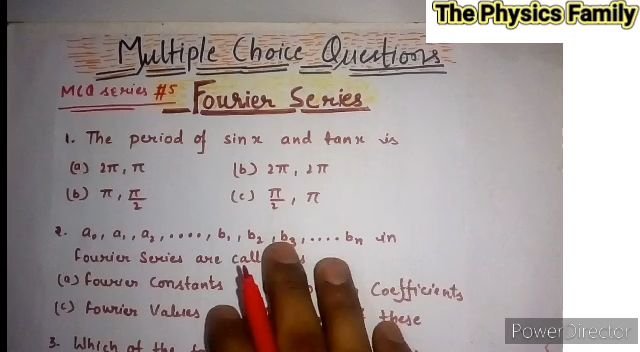 The Physics Family
Multiple Choice Questions
MCQ series #5 Fourier Series
1. The period of sin x and tan x is
(a) 2π, π (b) 2π, 2π
(b) π, π/2 (c) π/2, π
2. a₀, a₁, a₂, ....., b₁, b₂, b₃, .... bₙ in
Fourier Series are call
(a) Fourier Constants Coefficients
(c) Fourier Values these
3. Which of the
PowerDirector